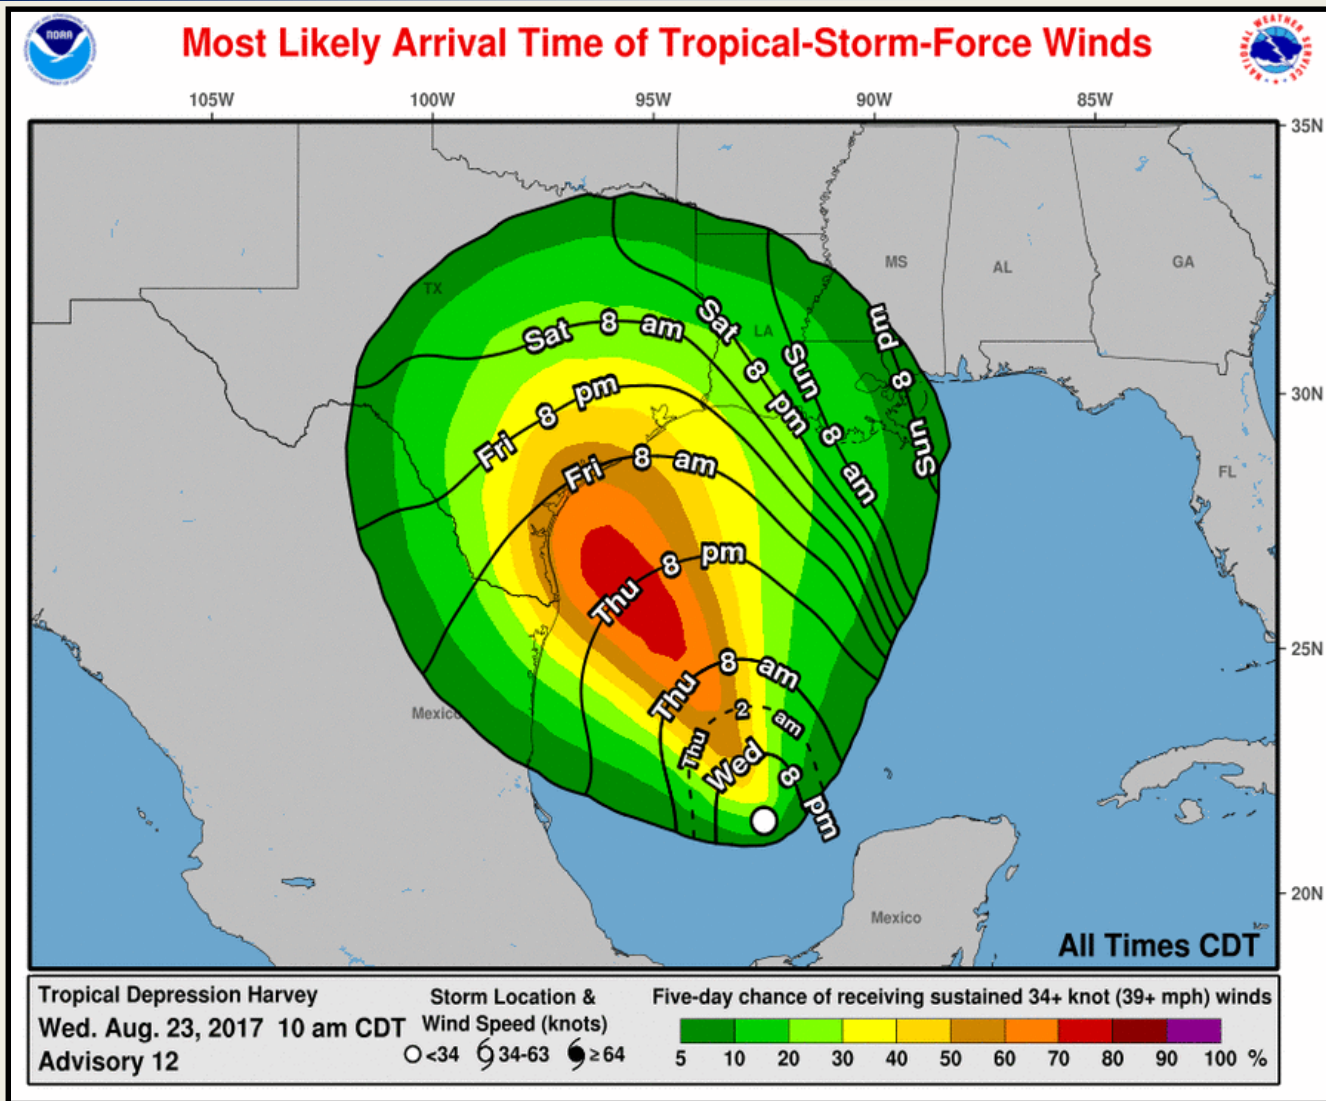 NOAA
Most Likely Arrival Time of Tropical-Storm-Force Winds
NATIONAL WEATHER SERVICE
105W 100W 95W 90W 85W
35N
MS AL GA
TX
Sat 8 am
Sat 8 pm
LA
Sun 8 am
Sun 8 pm
30N
Fri 8 pm
Fri 8 am
FL
Thu 8 pm
25N
Thu 8 am
Mexico
Thu 2 am
Wed 8 pm
20N
Mexico
All Times CDT
Tropical Depression Harvey
Wed. Aug. 23, 2017 10 am CDT
Advisory 12
Storm Location &
Wind Speed (knots)
<34 34-63 ≥ 64
Five-day chance of receiving sustained 34+ knot (39+ mph) winds
5 10 20 30 40 50 60 70 80 90 100 %